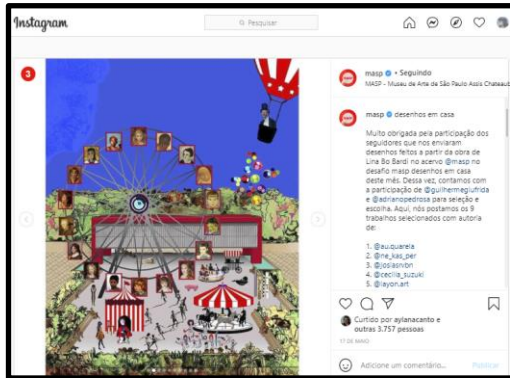 Instagram
Pesquisar
3
masp • Seguindo
MASP - Museu de Arte de São Paulo Assis Chateaub
masp desenhos em casa
Muito obrigada pela participação dos
seguidores que nos enviaram
desenhos feitos a partir da obra de
Lina Bo Bardi no acervo @masp no
desafio masp desenhos em casa
deste mês. Dessa vez, contamos com
a participação de @guilhermegiufrida
e @adrianopedrosa para seleção e
escolha. Aqui, nós postamos os 9
trabalhos selecionados com autoria
de:
1. @au.quarela
2. @ne_kas_per
3. @josiasnvbn
4. @cecilia_suzuki
5. @layon.art
Curtido por aylanacanto e
outras 3.757 pessoas
17 DE MAIO
Adicione um comentário...
Publicar